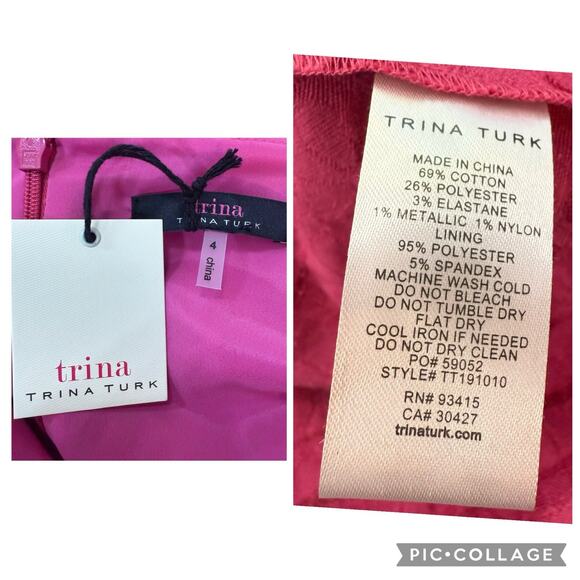 trina
TRINA TURK
4 china
trina
TRINA TURK
TRINA TURK
MADE IN CHINA
69% COTTON
26% POLYESTER
3% ELASTANE
1% METALLIC 1% NYLON
LINING
95% POLYESTER
5% SPANDEX
MACHINE WASH COLD
DO NOT BLEACH
DO NOT TUMBLE DRY
FLAT DRY
COOL IRON IF NEEDED
DO NOT DRY CLEAN
PO# 59052
STYLE# TT191010
RN# 93415
CA# 30427
trinaturk.com
PIC•COLLAGE